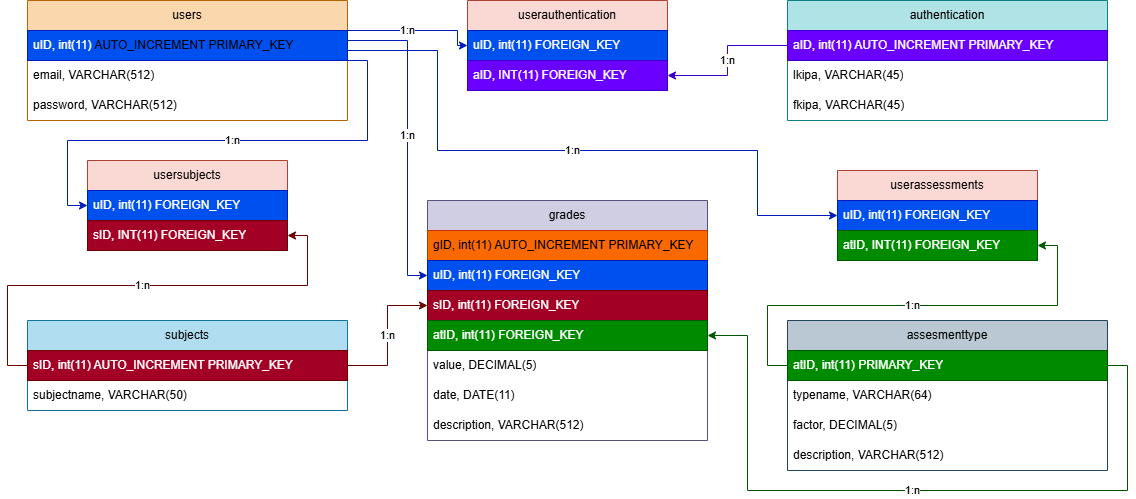 users
uID, int(11) AUTO_INCREMENT PRIMARY_KEY
email, VARCHAR(512)
password, VARCHAR(512)
1:n
userauthentication
uID, int(11) FOREIGN_KEY
aID, INT(11) FOREIGN_KEY
1:n
authentication
aID, int(11) AUTO_INCREMENT PRIMARY_KEY
lkipa, VARCHAR(45)
fkipa, VARCHAR(45)
1:n
1:n
1:n
usersubjects
uID, int(11) FOREIGN_KEY
sID, INT(11) FOREIGN_KEY
1:n
userassessments
uID, int(11) FOREIGN_KEY
atID, INT(11) FOREIGN_KEY
1:n
grades
gID, int(11) AUTO_INCREMENT PRIMARY_KEY
uID, int(11) FOREIGN_KEY
sID, int(11) FOREIGN_KEY
atID, int(11) FOREIGN_KEY
value, DECIMAL(5)
date, DATE(11)
description, VARCHAR(512)
subjects
sID, int(11) AUTO_INCREMENT PRIMARY_KEY
subjectname, VARCHAR(50)
1:n
assesmenttype
atID, int(11) PRIMARY_KEY
typename, VARCHAR(64)
factor, DECIMAL(5)
description, VARCHAR(512)
1:n